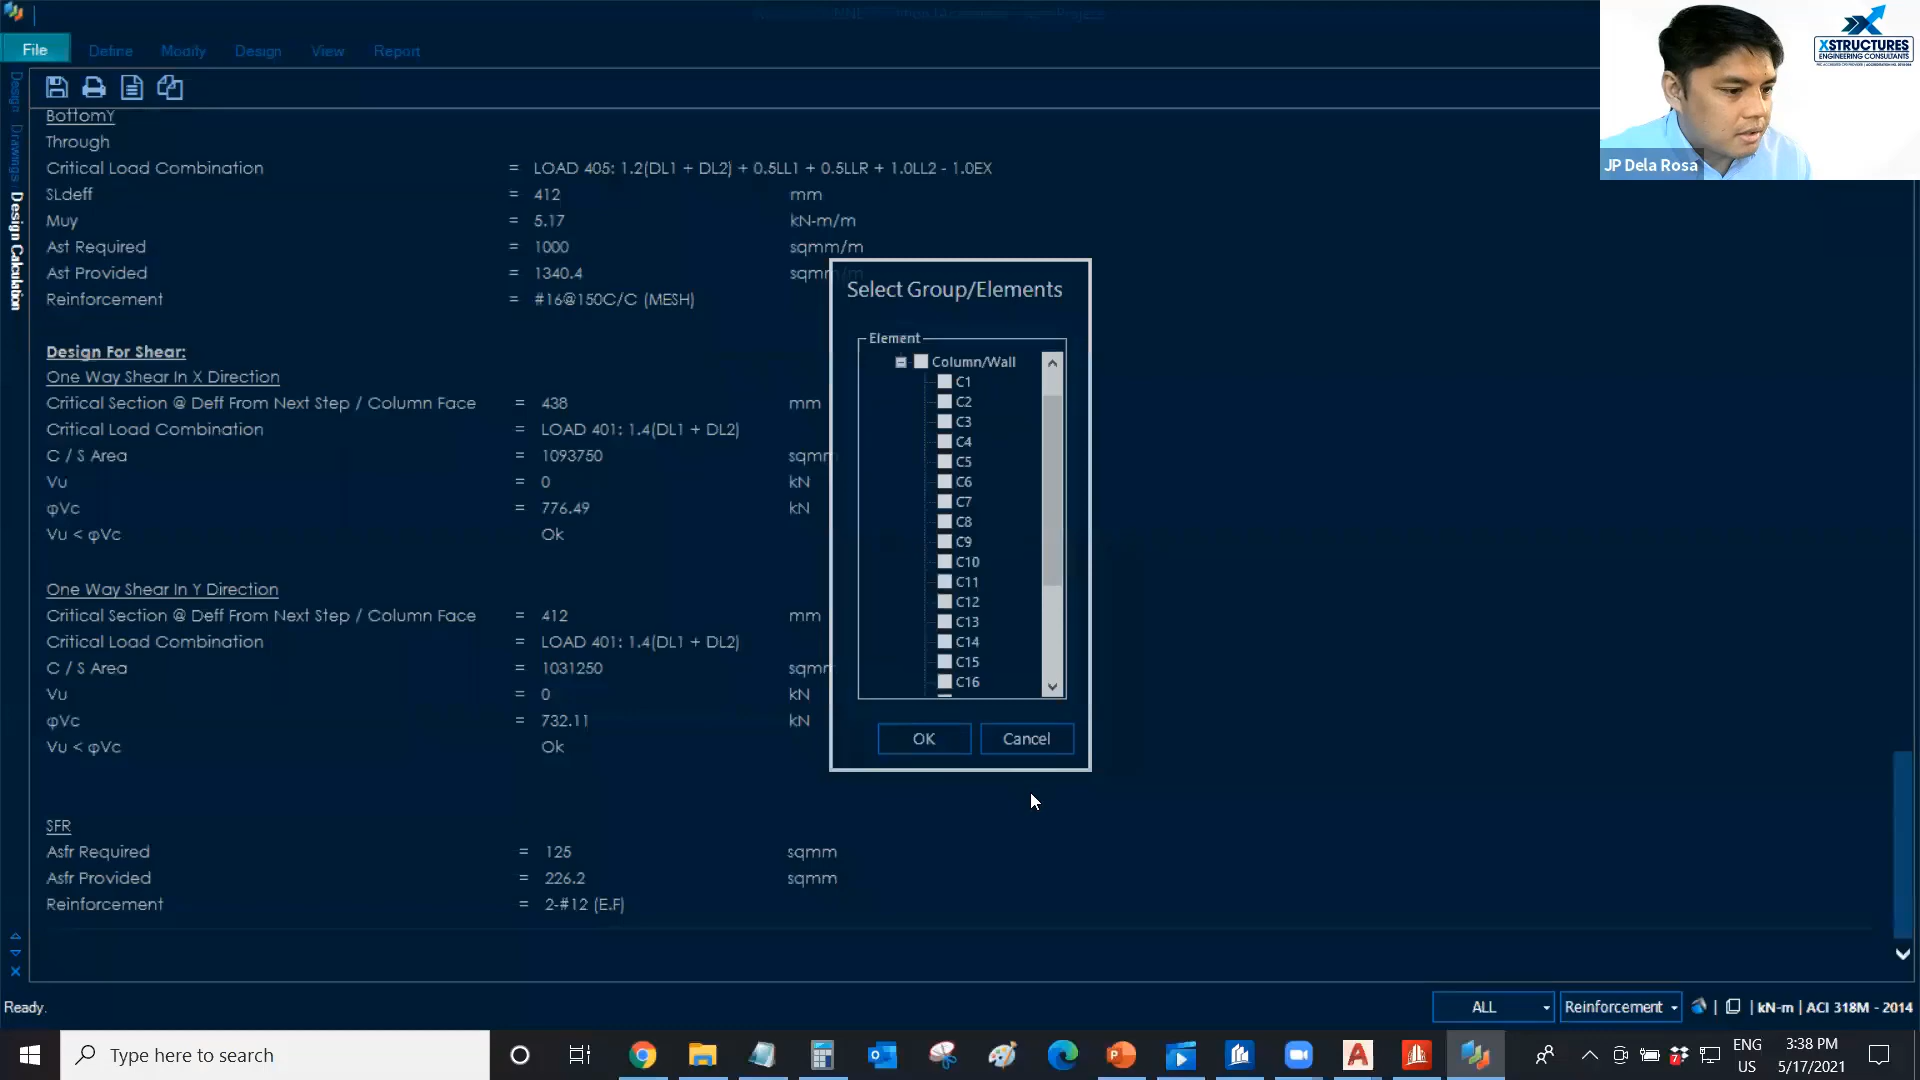 File Define Modify Design View Report
XSTRUCTURES
ENGINEERING CONSULTANTS
JP Dela Rosa
Design
Drawings
Design Calculation
BottomY
Through
Critical Load Combination = LOAD 405: 1.2(DL1 + DL2) + 0.5LL1 + 0.5LLR + 1.0LL2 - 1.0EX
SLdeff = 412 mm
Muy = 5.17 kN-m/m
Ast Required = 1000 sqmm/m
Ast Provided = 1340.4 sqmm/m
Reinforcement = #16@150C/C (MESH)
Design For Shear:
One Way Shear In X Direction
Critical Section @ Deff From Next Step / Column Face = 438 mm
Critical Load Combination = LOAD 401: 1.4(DL1 + DL2)
C / S Area = 1093750 sqmm
Vu = 0 kN
φVc = 776.49 kN
Vu < φVc Ok
One Way Shear In Y Direction
Critical Section @ Deff From Next Step / Column Face = 412 mm
Critical Load Combination = LOAD 401: 1.4(DL1 + DL2)
C / S Area = 1031250 sqmm
Vu = 0 kN
φVc = 732.11 kN
Vu < φVc Ok
SFR
Asfr Required = 125 sqmm
Asfr Provided = 226.2 sqmm
Reinforcement = 2-#12 (E.F)
Select Group/Elements
Element
Column/Wall
C1
C2
C3
C4
C5
C6
C7
C8
C9
C10
C11
C12
C13
C14
C15
C16
OK Cancel
Ready.
ALL Reinforcement | | kN-m | ACI 318M - 2014
Type here to search
ENG
US
3:38 PM
5/17/2021